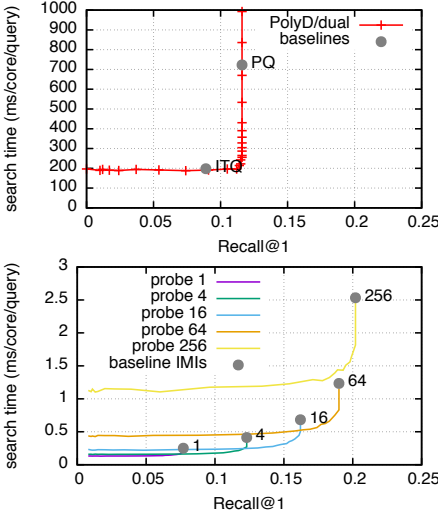 search time (ms/core/query)
1000
900
800
700
600
500
400
300
200
100
0
PolyD/dual
baselines
PQ
ITQ
0
0.05
0.1
0.15
0.2
0.25
Recall@1
search time (ms/core/query)
3
2.5
2
1.5
1
0.5
0
probe 1
probe 4
probe 16
probe 64
probe 256
baseline IMIs
256
64
16
4
1
0
0.05
0.1
0.15
0.2
0.25
Recall@1